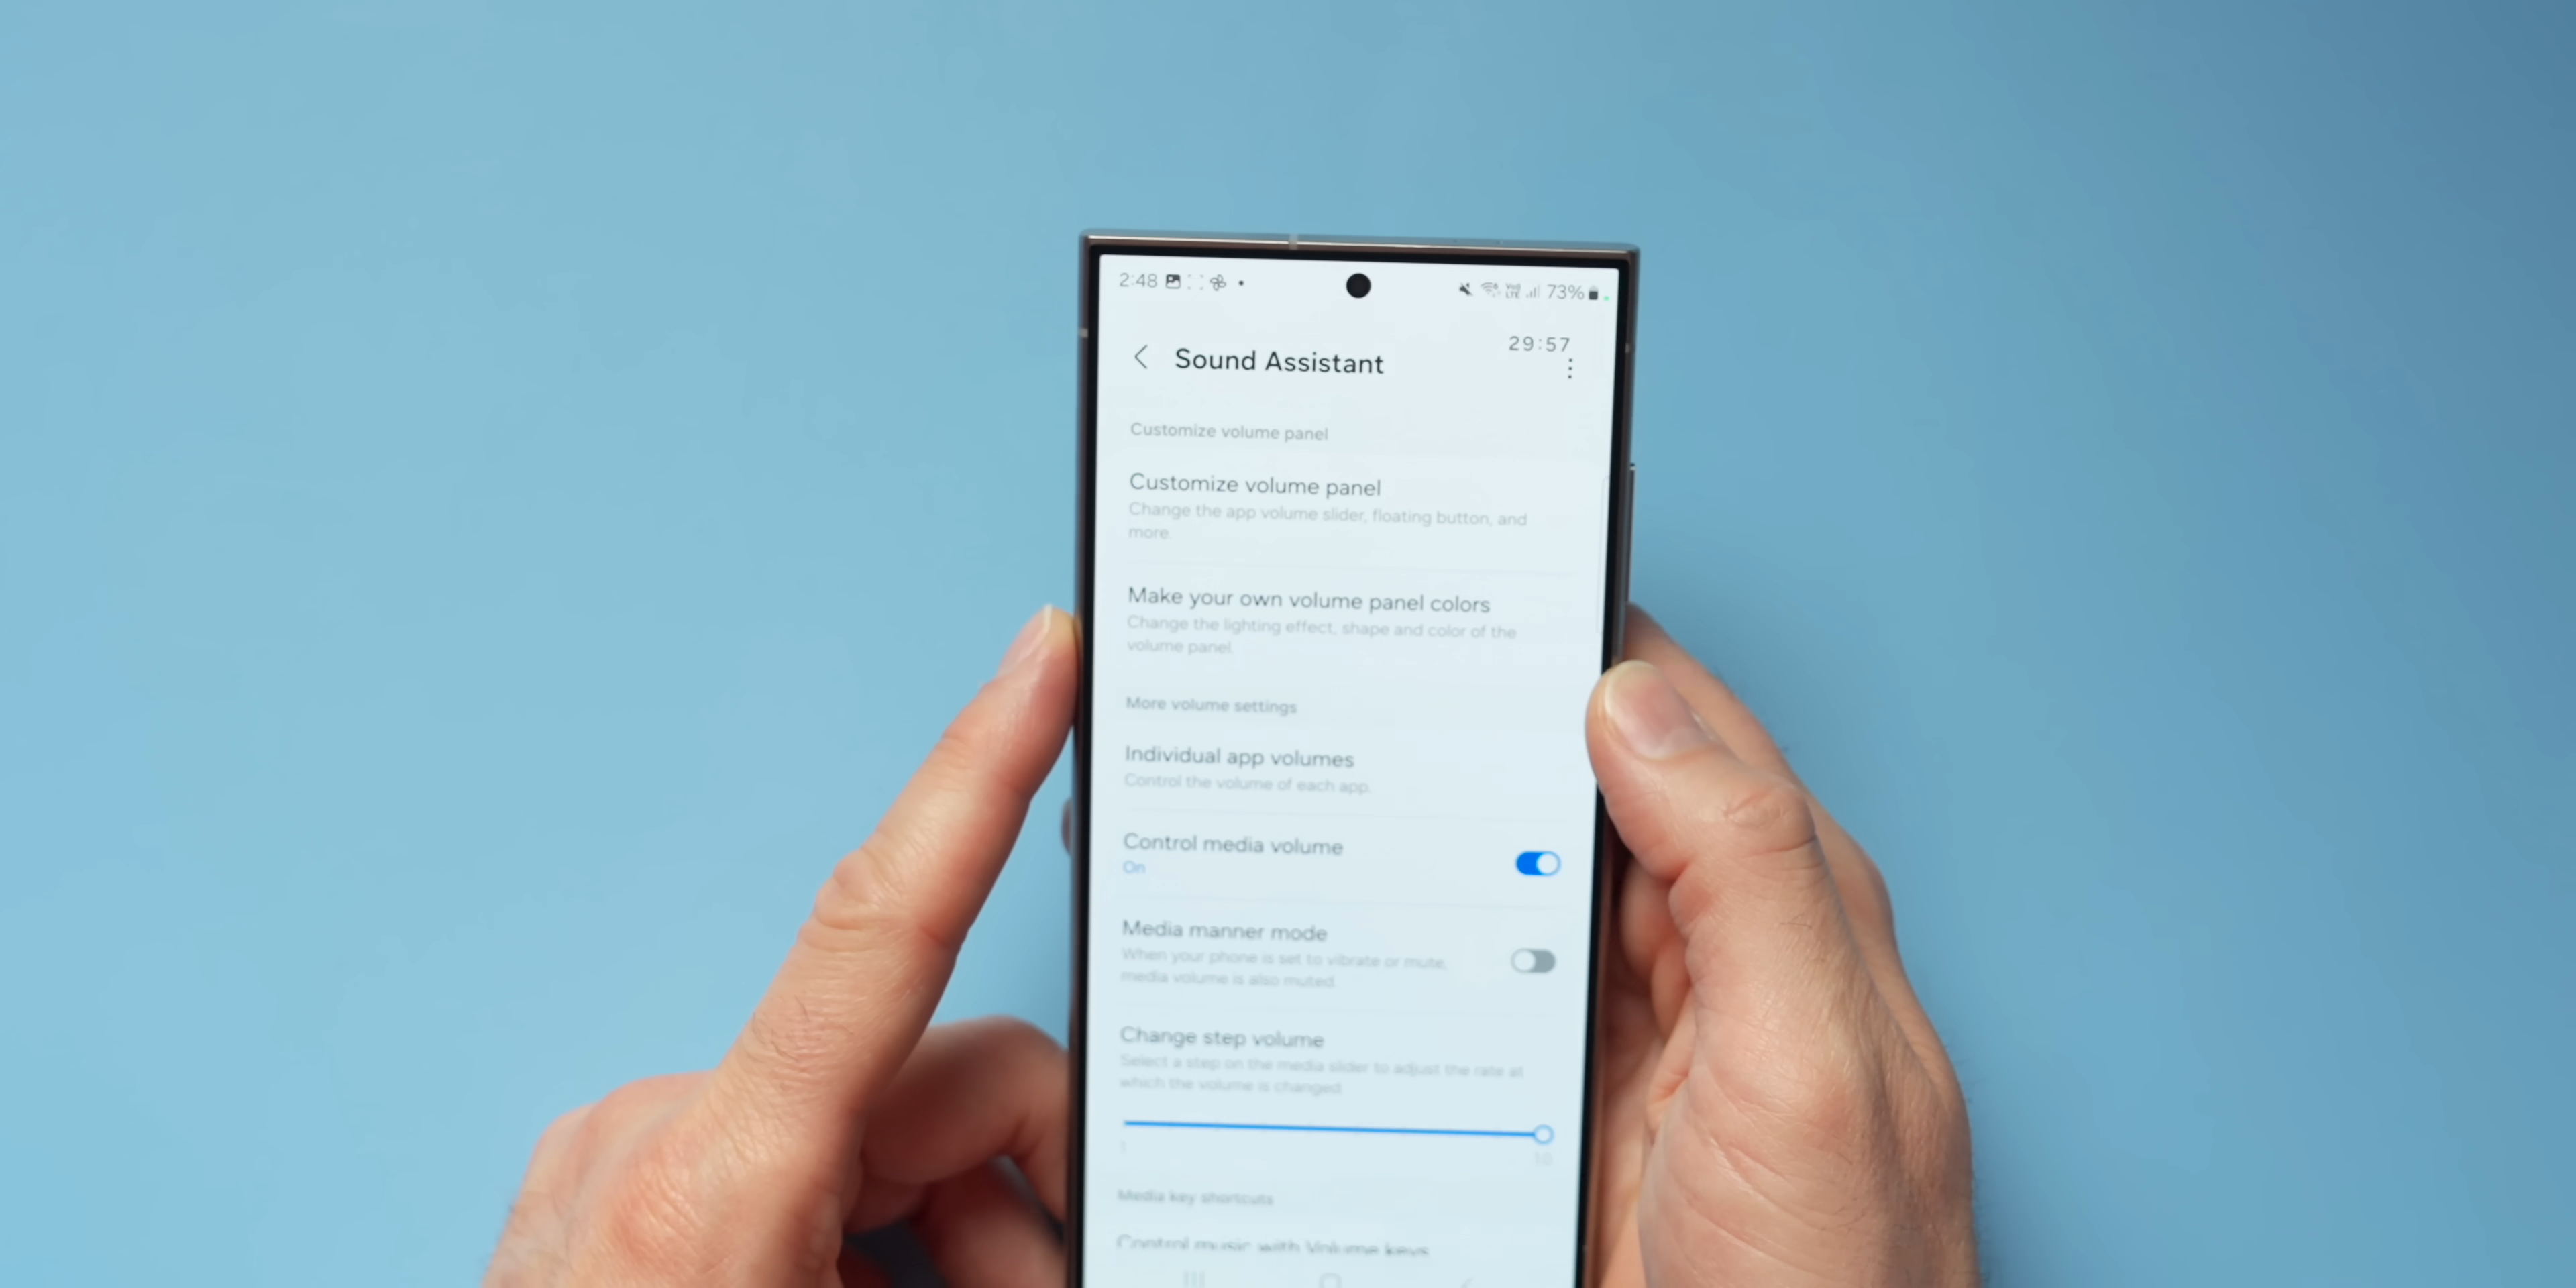 2:48
73%
29:57
Sound Assistant
Customize volume panel
Customize volume panel
Change the app volume slider, floating button, and
more.
Make your own volume panel colors
Change the lighting effect, shape and color of the
volume panel.
More volume settings
Individual app volumes
Control the volume of each app.
Control media volume
On
Media manner mode
When your phone is set to vibrate or mute,
media volume is also muted.
Change step volume
Select a step on the media slider to adjust the rate at
which the volume is changed.
1
10
Media key shortcuts
Control music with Volume keys